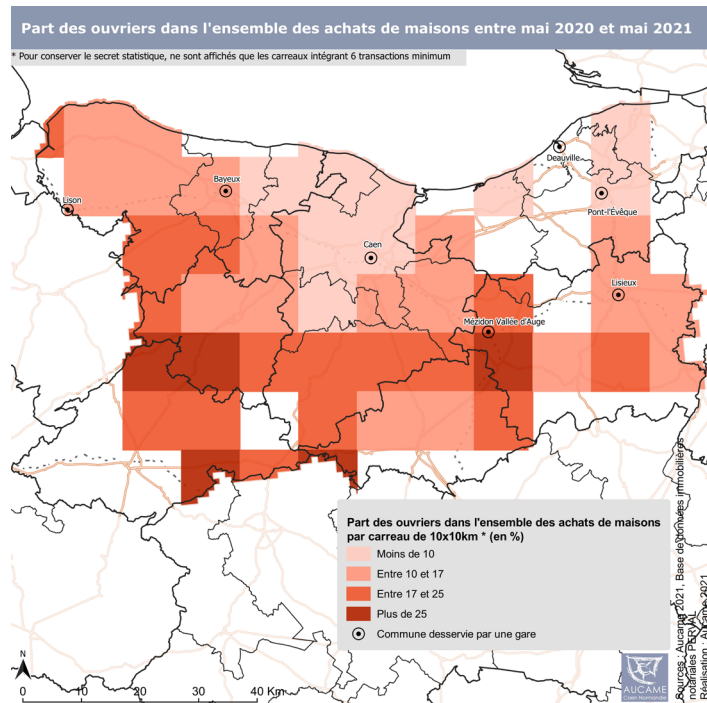 Part des ouvriers dans l'ensemble des achats de maisons entre mai 2020 et mai 2021
* Pour conserver le secret statistique, ne sont affichés que les carreaux intégrant 6 transactions minimum
Deauville
Bayeux
Lison
Pont-l'Évêque
Caen
Lisieux
Mézidon Vallée d'Auge
Part des ouvriers dans l'ensemble des achats de maisons
par carreau de 10x10km * (en %)
Moins de 10
Entre 10 et 17
Entre 17 et 25
Plus de 25
Commune desservie par une gare
N
0 10 20 30 40 Km
AUCAME
Caen Normandie
Sources : Aucame 2021, Base de données immobilières
notariales PERVAL
Réalisation : Aucame 2021